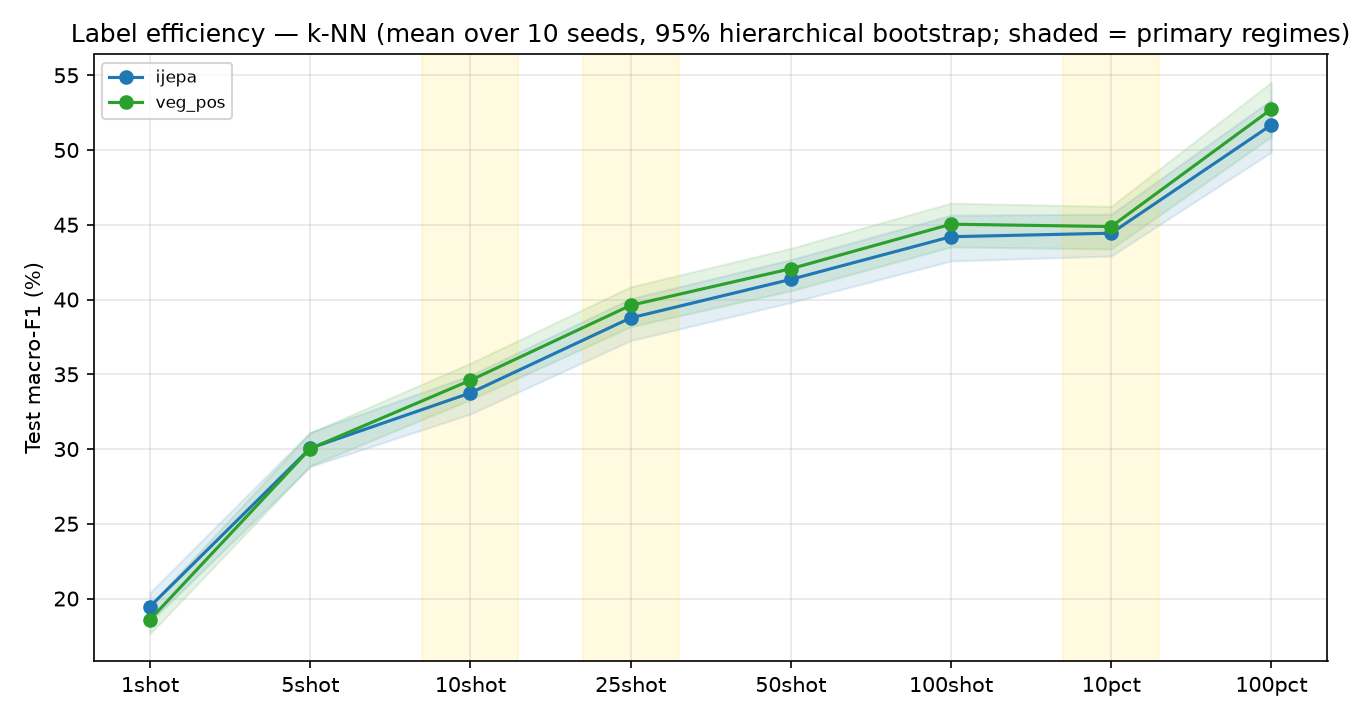 Label efficiency — k-NN (mean over 10 seeds, 95% hierarchical bootstrap; shaded = primary regimes)
ijepa
veg_pos
Test macro-F1 (%)
55
50
45
40
35
30
25
20
1shot 5shot 10shot 25shot 50shot 100shot 10pct 100pct